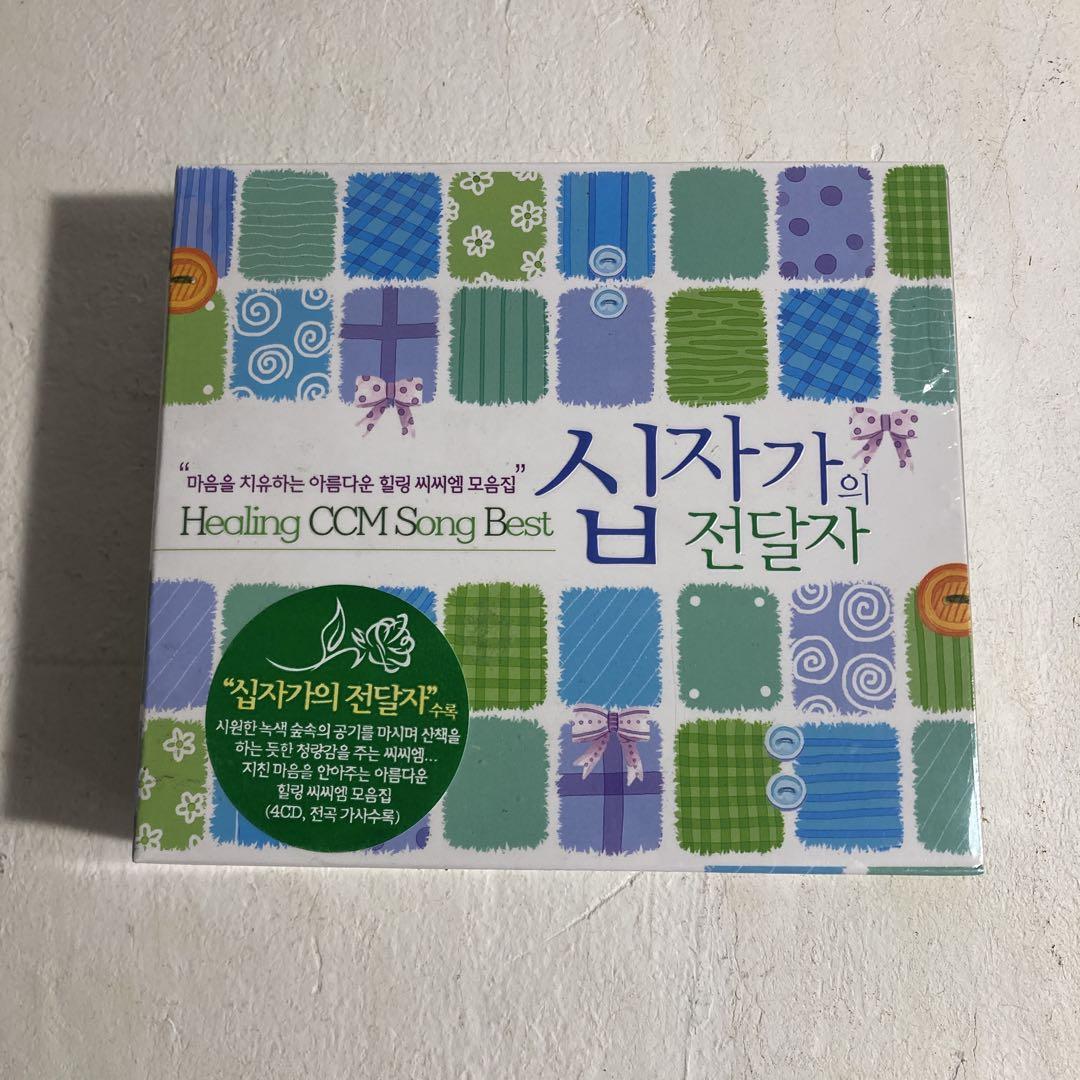 “마음을 치유하는 아름다운 힐링 씨씨엠 모음집”
Healing CCM Song Best
십자가의
전달자
“십자가의 전달자”수록
시원한 녹색 숲속의 공기를 마시며 산책을
하는 듯한 청량감을 주는 씨씨엠...
지친 마음을 안아주는 아름다운
힐링 씨씨엠 모음집
(4CD, 전곡 가사수록)